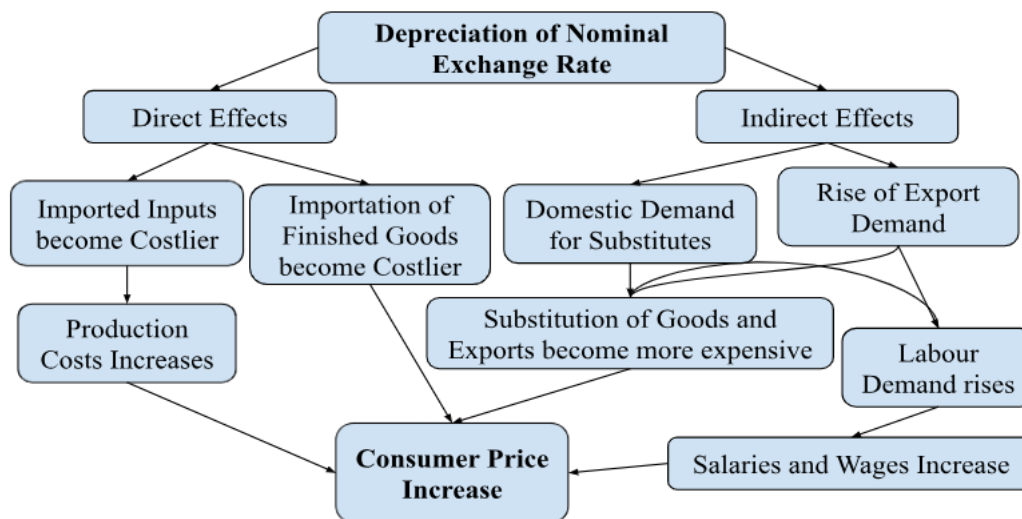 Depreciation of Nominal
Exchange Rate
Direct Effects
Indirect Effects
Imported Inputs
become Costlier
Importation of
Finished Goods
become Costlier
Domestic Demand
for Substitutes
Rise of Export
Demand
Production
Costs Increases
Substitution of Goods and
Exports become more expensive
Labour
Demand rises
Consumer Price
Increase
Salaries and Wages Increase